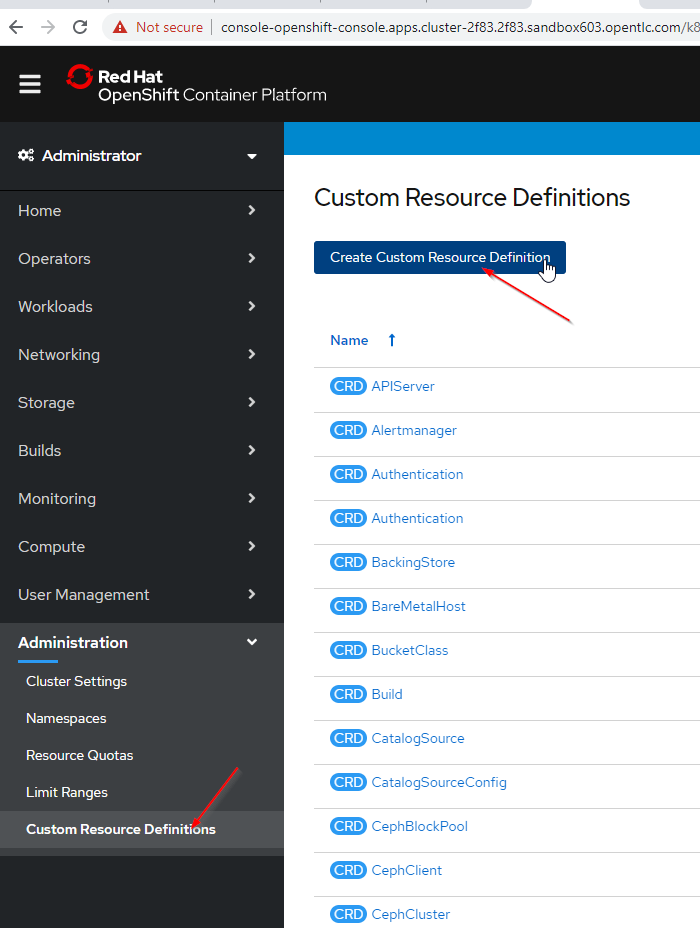 Not secure
console-openshift-console.apps.cluster-2f83.2f83.sandbox603.opentlc.com/k8
Red Hat
OpenShift Container Platform
Administrator
Home
Operators
Workloads
Networking
Storage
Builds
Monitoring
Compute
User Management
Administration
Cluster Settings
Namespaces
Resource Quotas
Limit Ranges
Custom Resource Definitions
Custom Resource Definitions
Create Custom Resource Definition
Name
CRD APIServer
CRD Alertmanager
CRD Authentication
CRD Authentication
CRD BackingStore
CRD BareMetalHost
CRD BucketClass
CRD Build
CRD CatalogSource
CRD CatalogSourceConfig
CRD CephBlockPool
CRD CephClient
CRD CephCluster